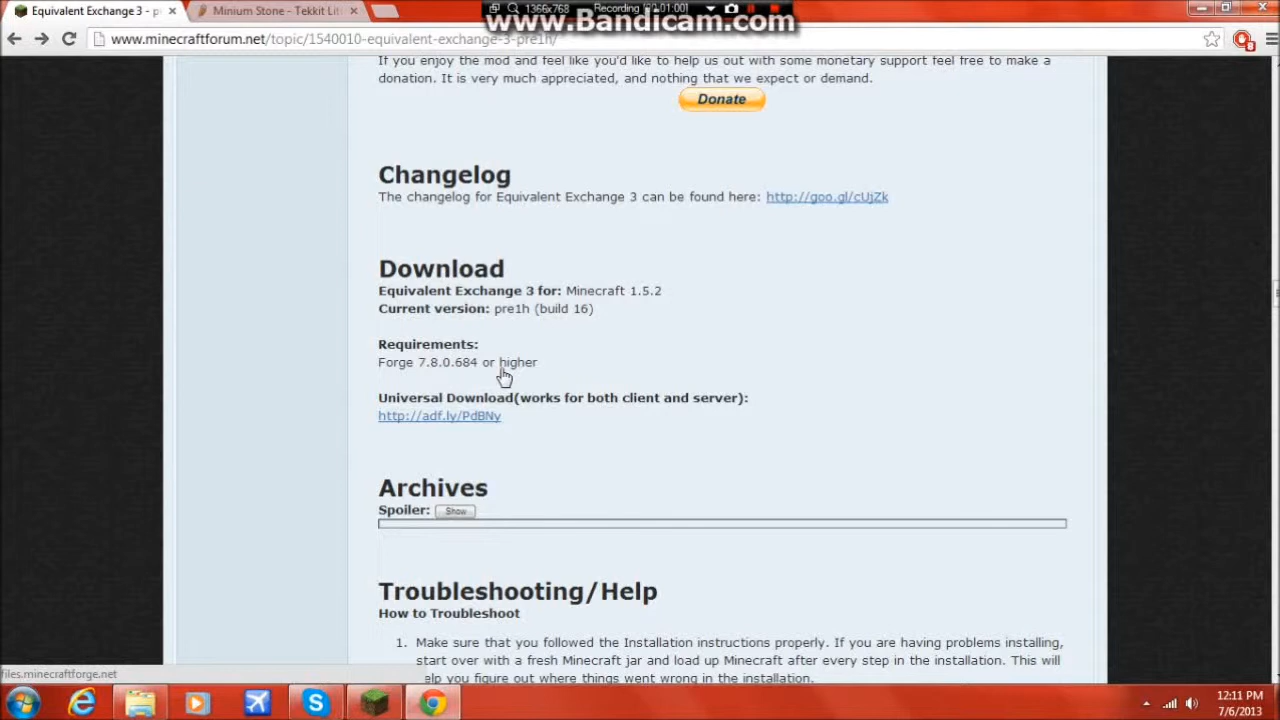 Equivalent Exchange 3 - p
Minium Stone - Tekkit Lit
1366x768
Recording [00:01:00]
www.Bandicam.com
www.minecraftforum.net/topic/1540010-equivalent-exchange-3-pre1h/
If you enjoy the mod and feel like you'd like to help us out with some monetary support feel free to make a
donation. It is very much appreciated, and nothing that we expect or demand.
Donate
Changelog
The changelog for Equivalent Exchange 3 can be found here: http://goo.gl/cUjZk
Download
Equivalent Exchange 3 for: Minecraft 1.5.2
Current version: pre1h (build 16)
Requirements:
Forge 7.8.0.684 or higher
Universal Download(works for both client and server):
http://adf.ly/PdBNy
Archives
Spoiler: Show
Troubleshooting/Help
How to Troubleshoot
1. Make sure that you followed the Installation instructions properly. If you are having problems installing,
start over with a fresh Minecraft jar and load up Minecraft after every step in the installation. This will
elp you figure out where things went wrong in the installation.
files.minecraftforge.net
12:11 PM
7/6/2013